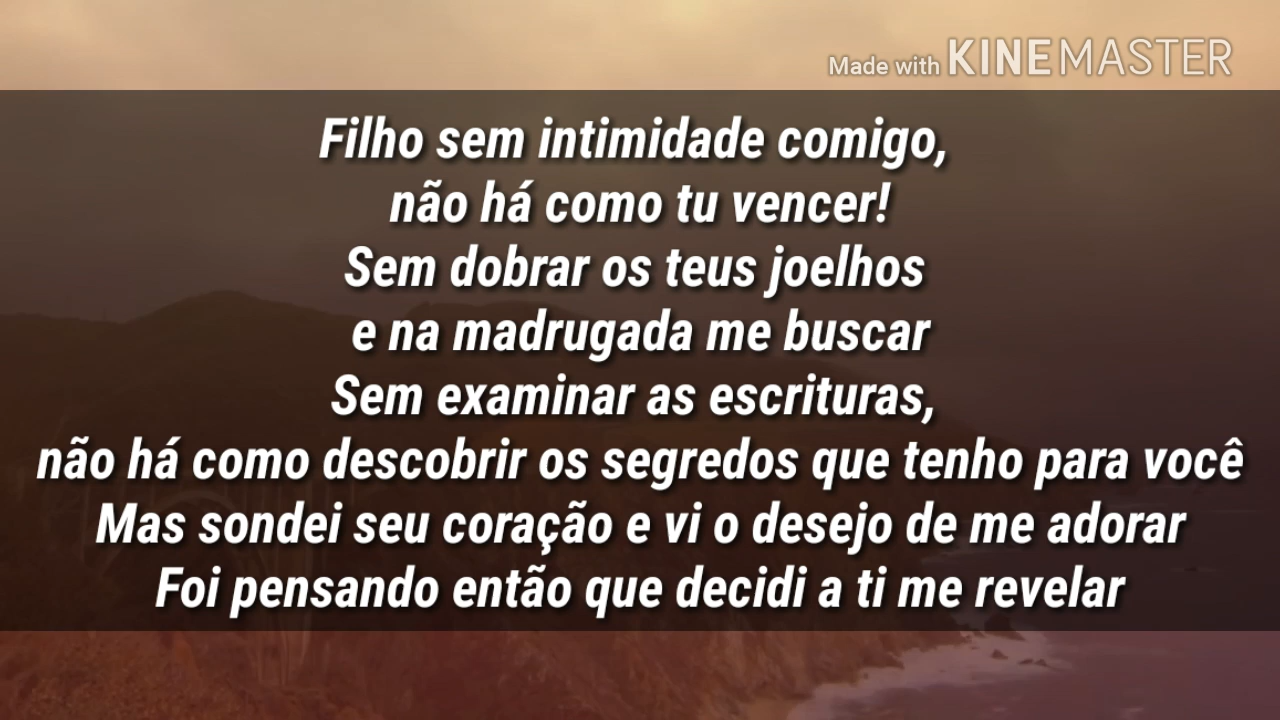 Made with KINEMASTER
Filho sem intimidade comigo,
não há como tu vencer!
Sem dobrar os teus joelhos
e na madrugada me buscar
Sem examinar as escrituras,
não há como descobrir os segredos que tenho para você
Mas sondei seu coração e vi o desejo de me adorar
Foi pensando então que decidi a ti me revelar